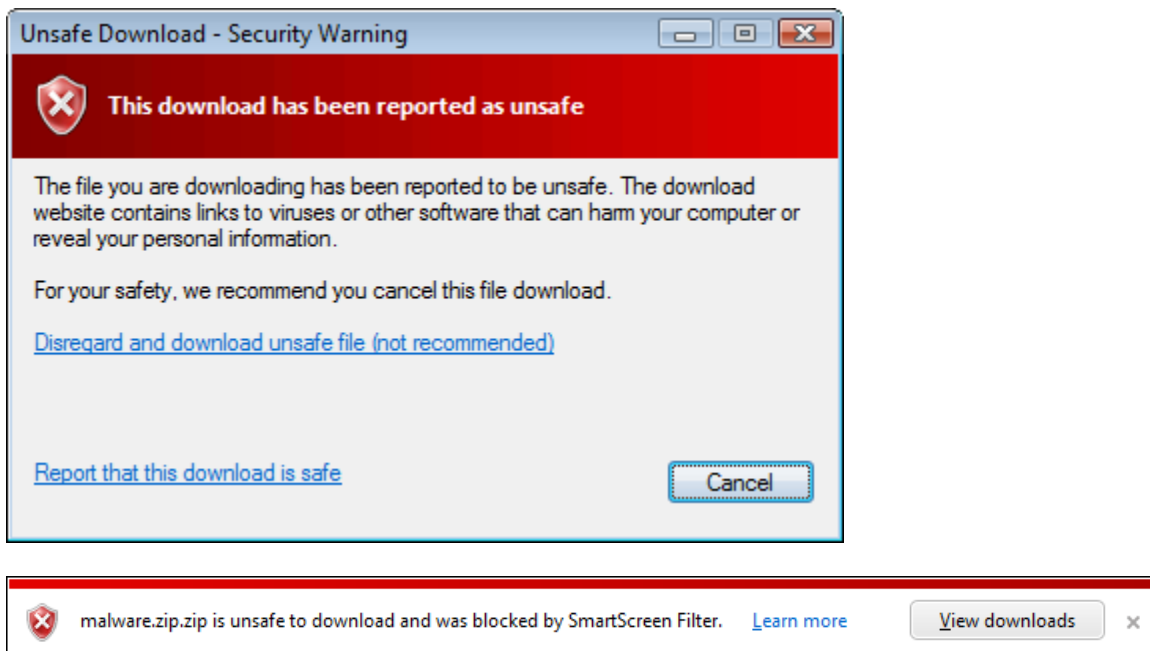 Unsafe Download - Security Warning
This download has been reported as unsafe
The file you are downloading has been reported to be unsafe. The download
website contains links to viruses or other software that can harm your computer or
reveal your personal information.
For your safety, we recommend you cancel this file download.
Disregard and download unsafe file (not recommended)
Report that this download is safe
Cancel
malware.zip.zip is unsafe to download and was blocked by SmartScreen Filter. Learn more View downloads